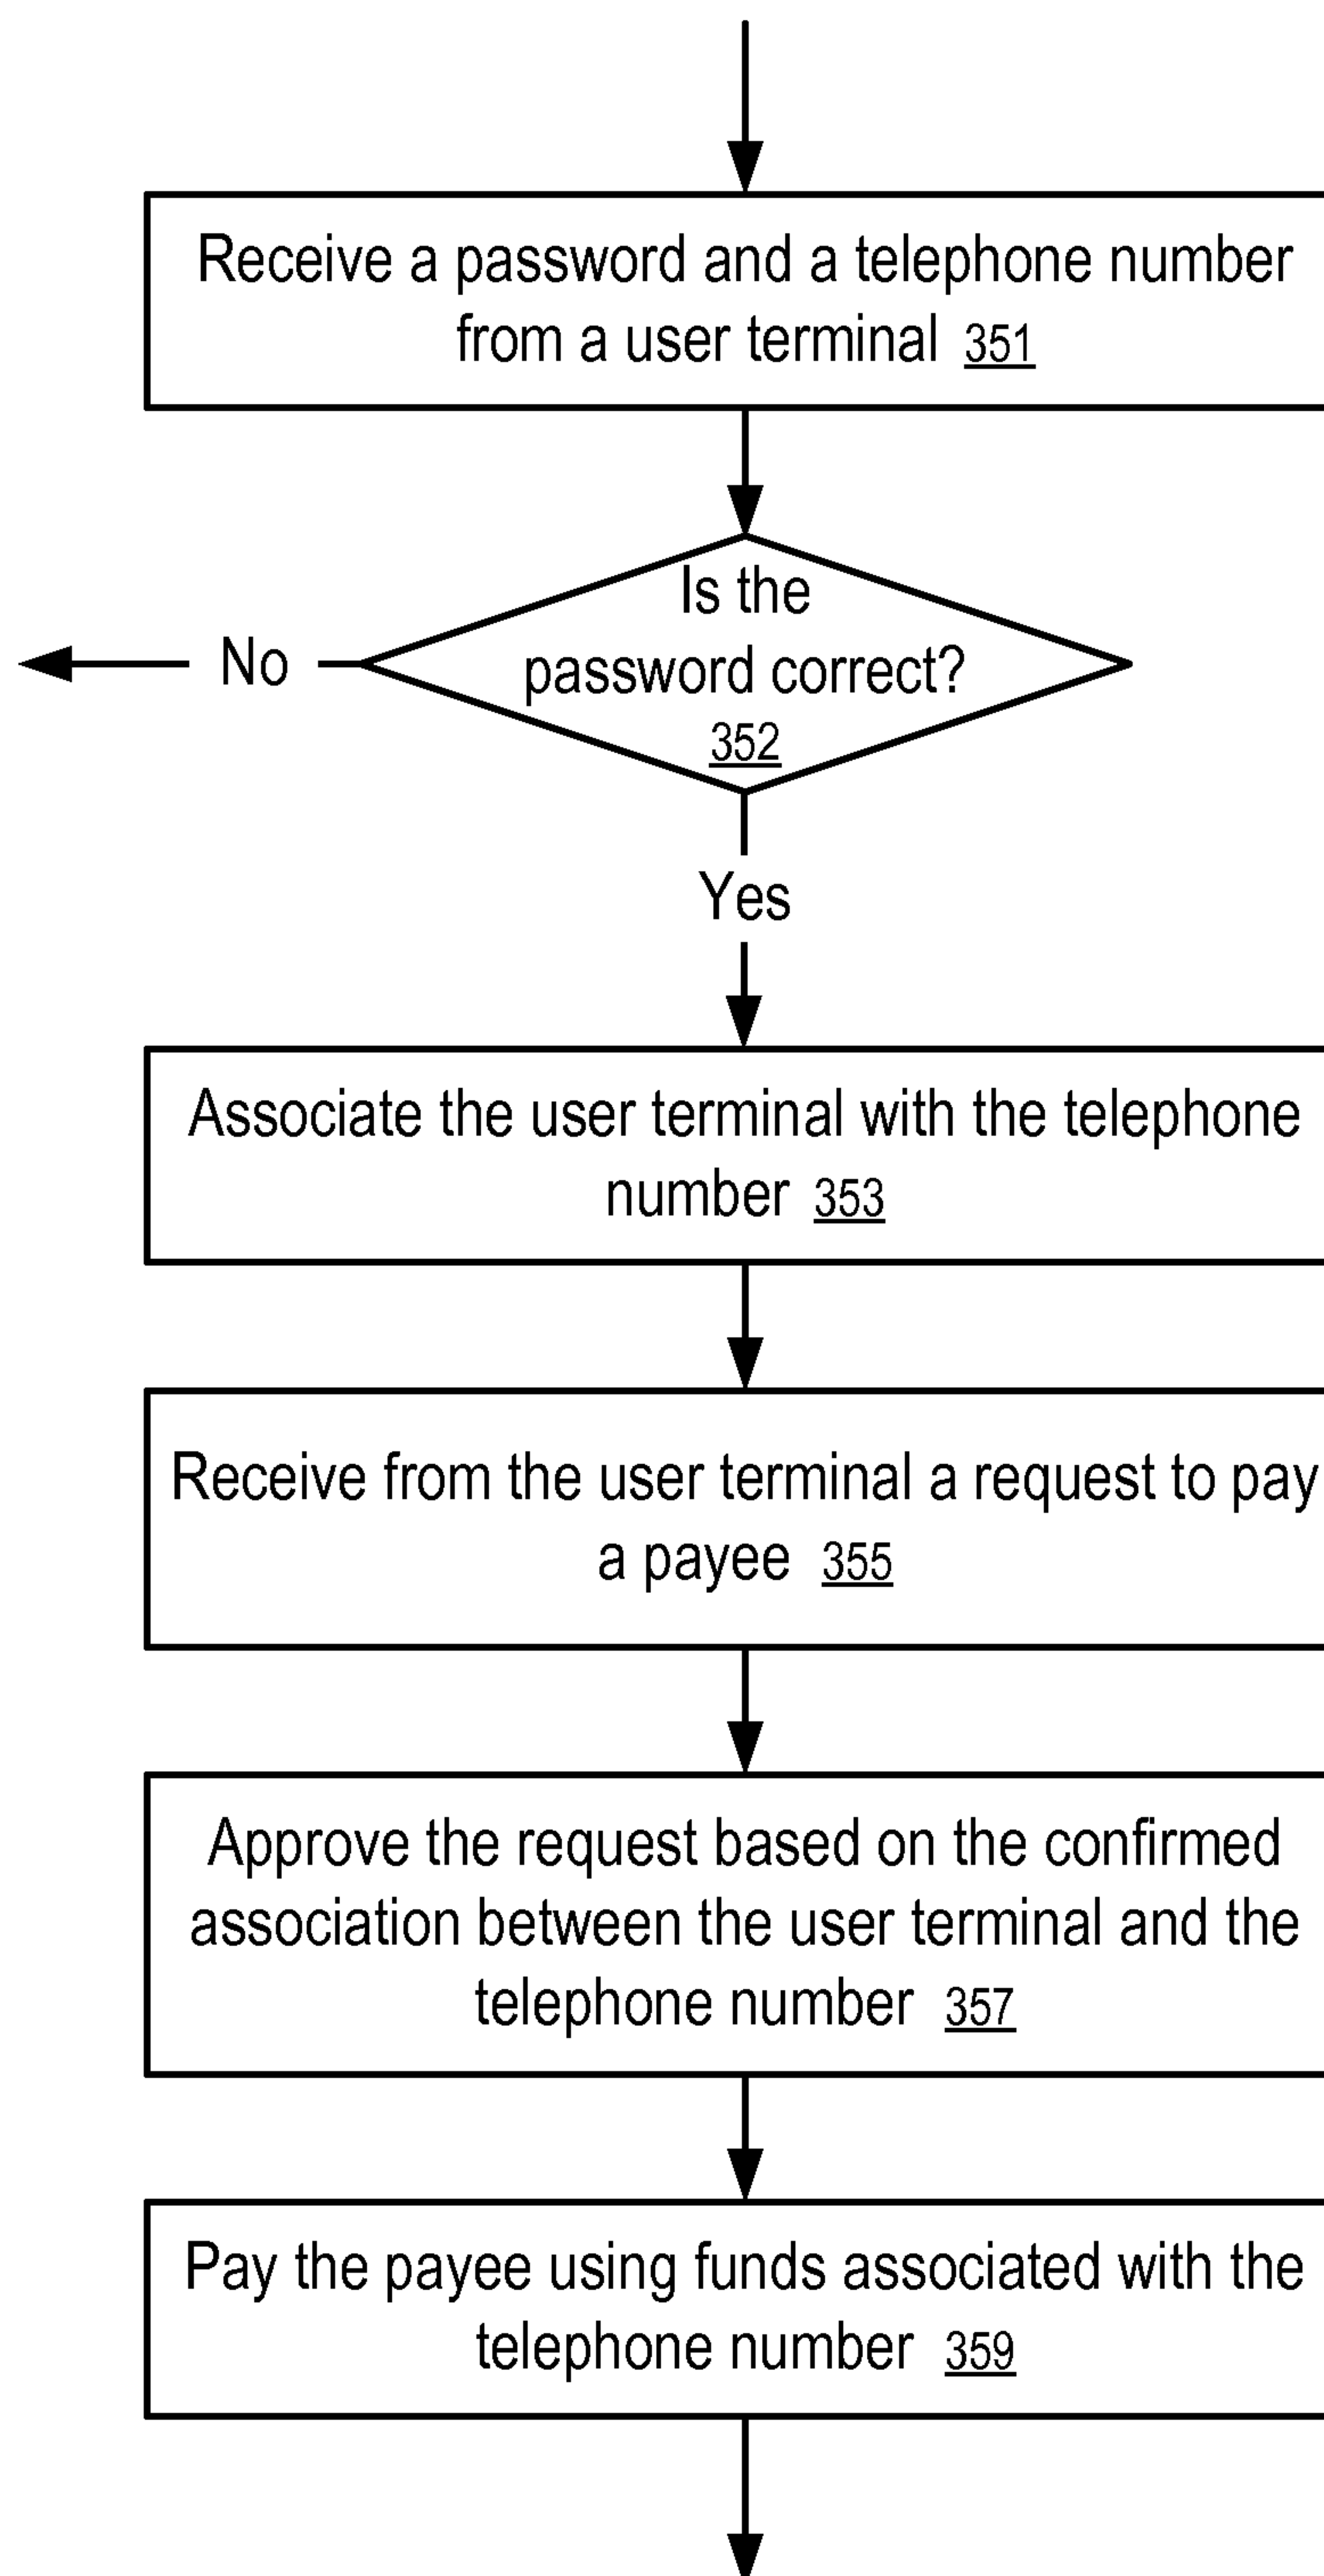 Receive a password and a telephone number
from a user terminal 351
Is the
password correct?
352
No
Yes
Associate the user terminal with the telephone
number 353
Receive from the user terminal a request to pay
a payee 355
Approve the request based on the confirmed
association between the user terminal and the
telephone number 357
Pay the payee using funds associated with the
telephone number 359